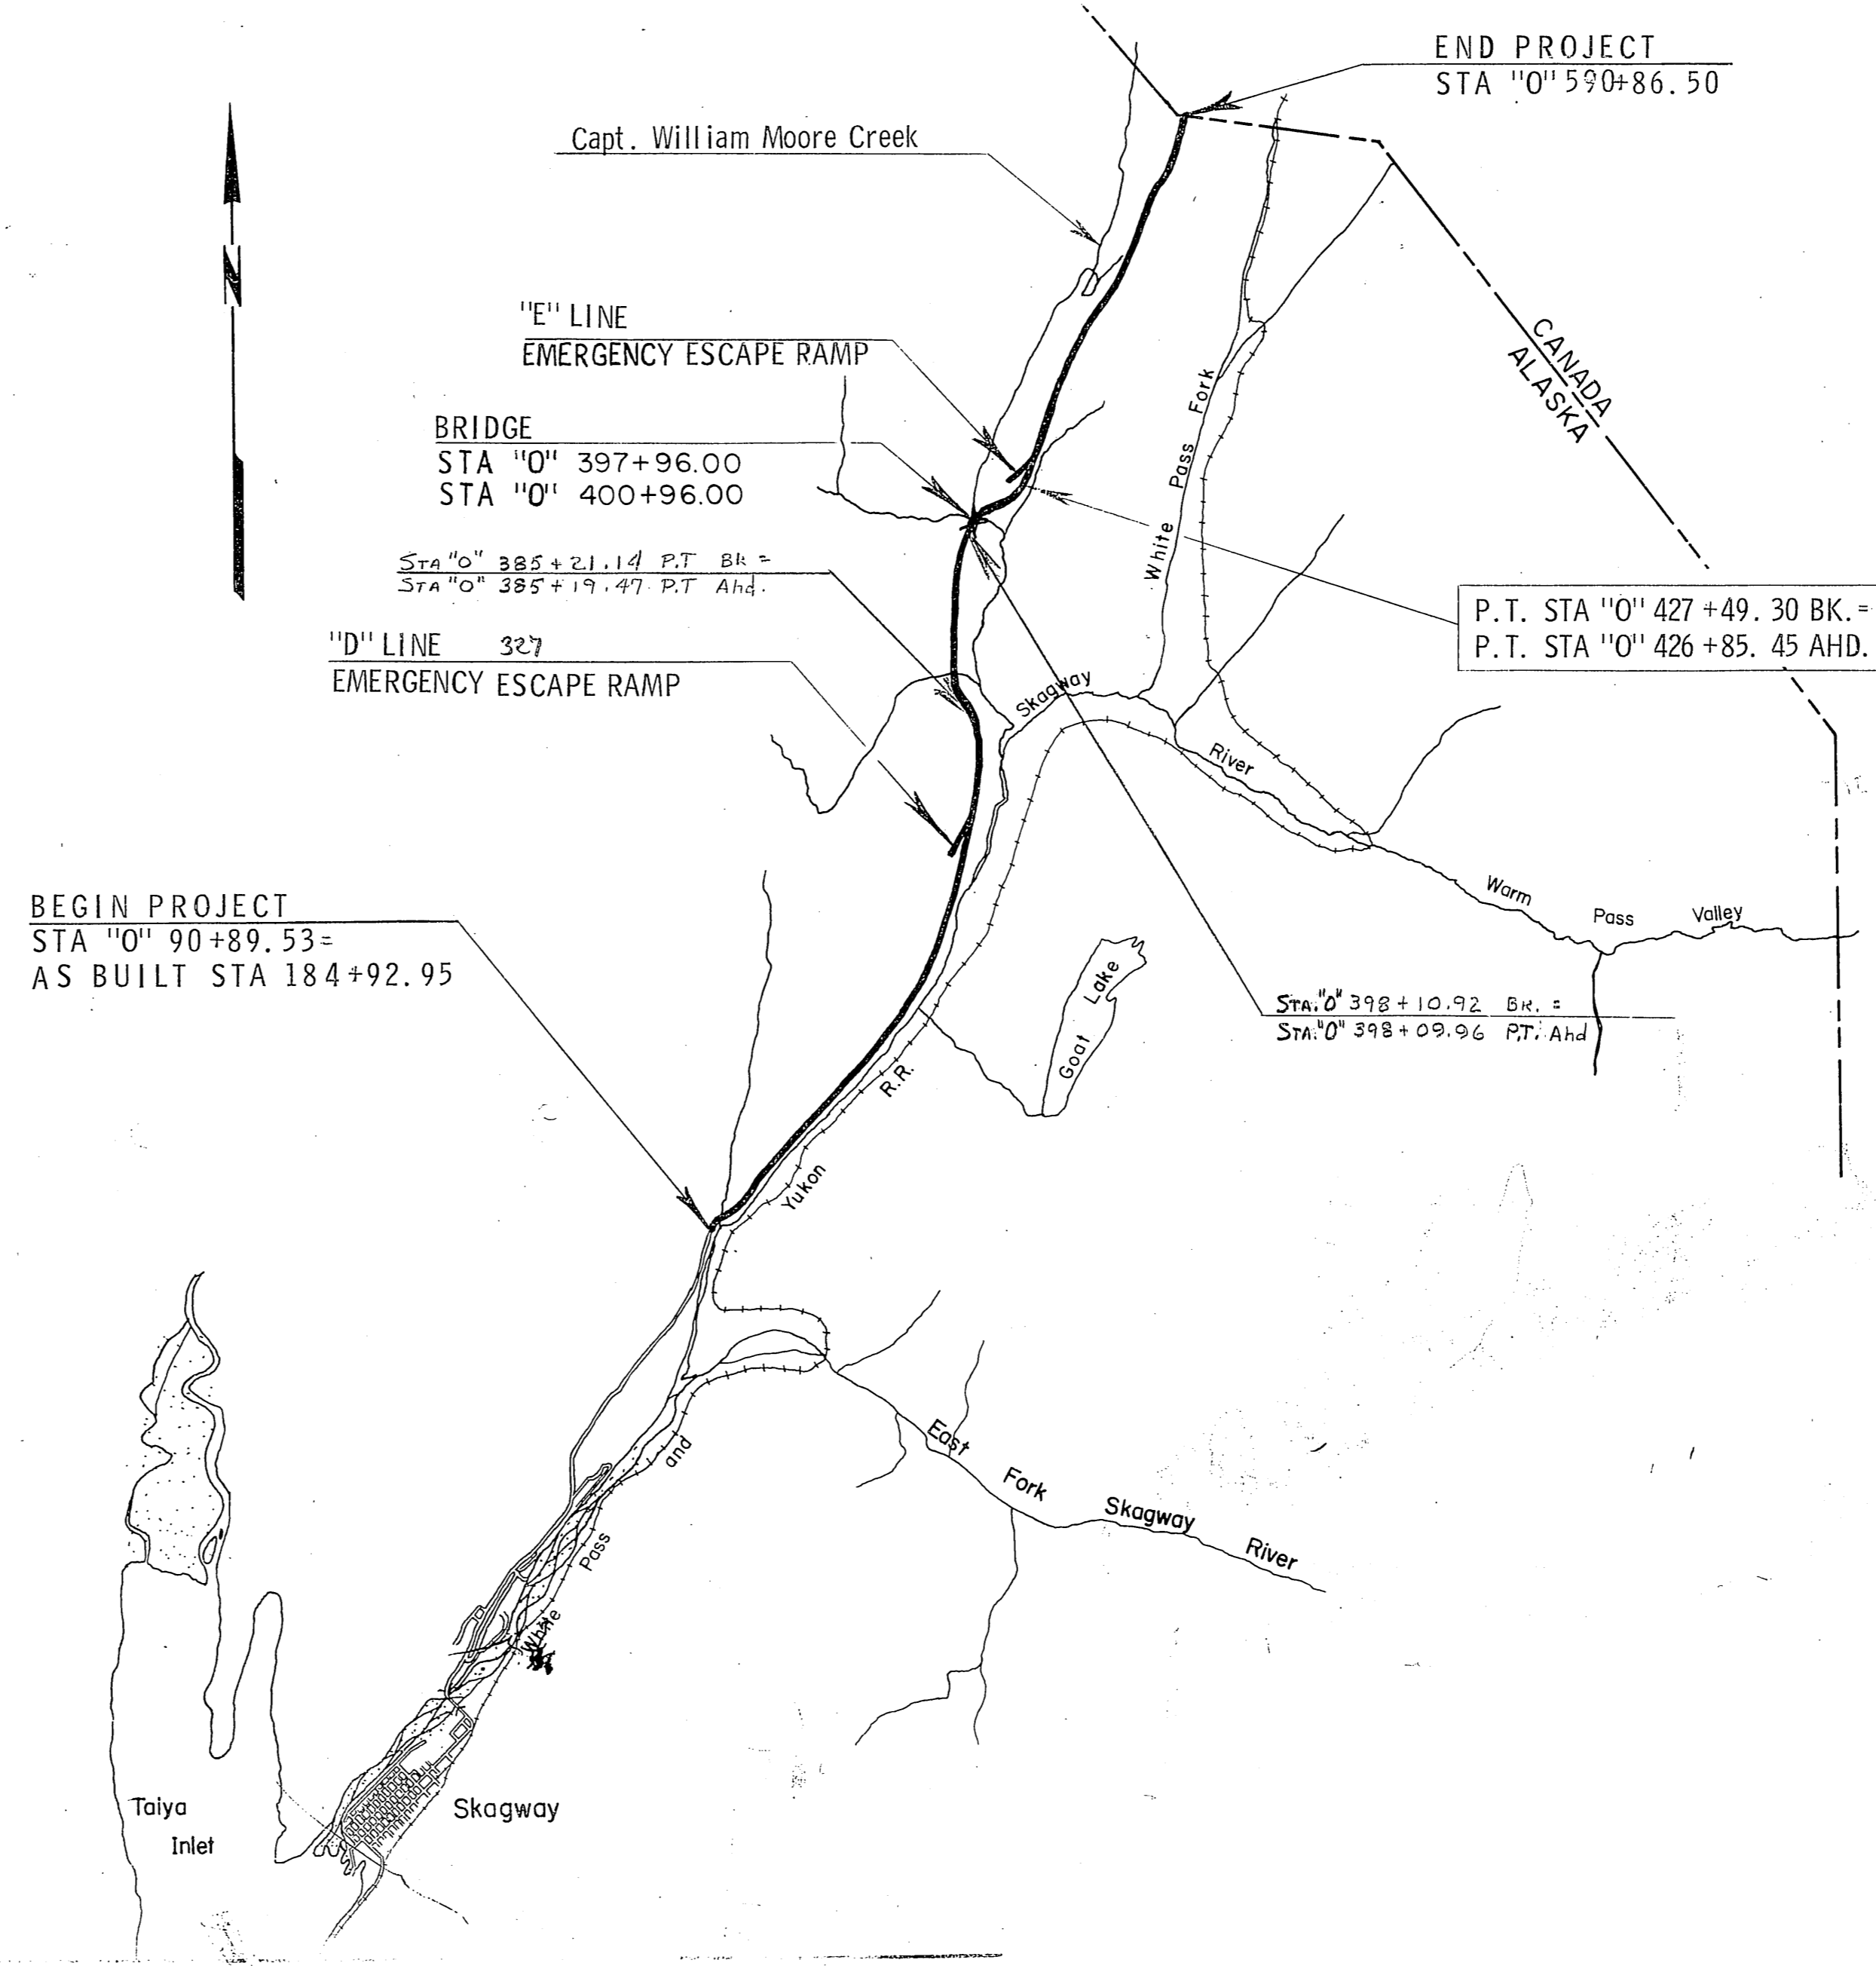 END PROJECT
STA "O" 590+86.50
Capt. William Moore Creek
N
"E" LINE
EMERGENCY ESCAPE RAMP
CANADA
ALASKA
BRIDGE
STA "O" 397+96.00
STA "O" 400+96.00
White Pass Fork
STA "O" 385+21.14 P.T Bk =
STA "O" 385+19.47 P.T Ahd.
P.T. STA "O" 427+49.30 BK. =
P.T. STA "O" 426+85.45 AHD.
"D" LINE 327
EMERGENCY ESCAPE RAMP
Skagway River
Warm Pass Valley
BEGIN PROJECT
STA "O" 90+89.53=
AS BUILT STA 184+92.95
Goat Lake
STA. "O" 398+10.92 BK. =
STA. "O" 398+09.96 P.T. Ahd
White Pass and Yukon R.R.
East Fork Skagway River
Taiya
Inlet
Skagway